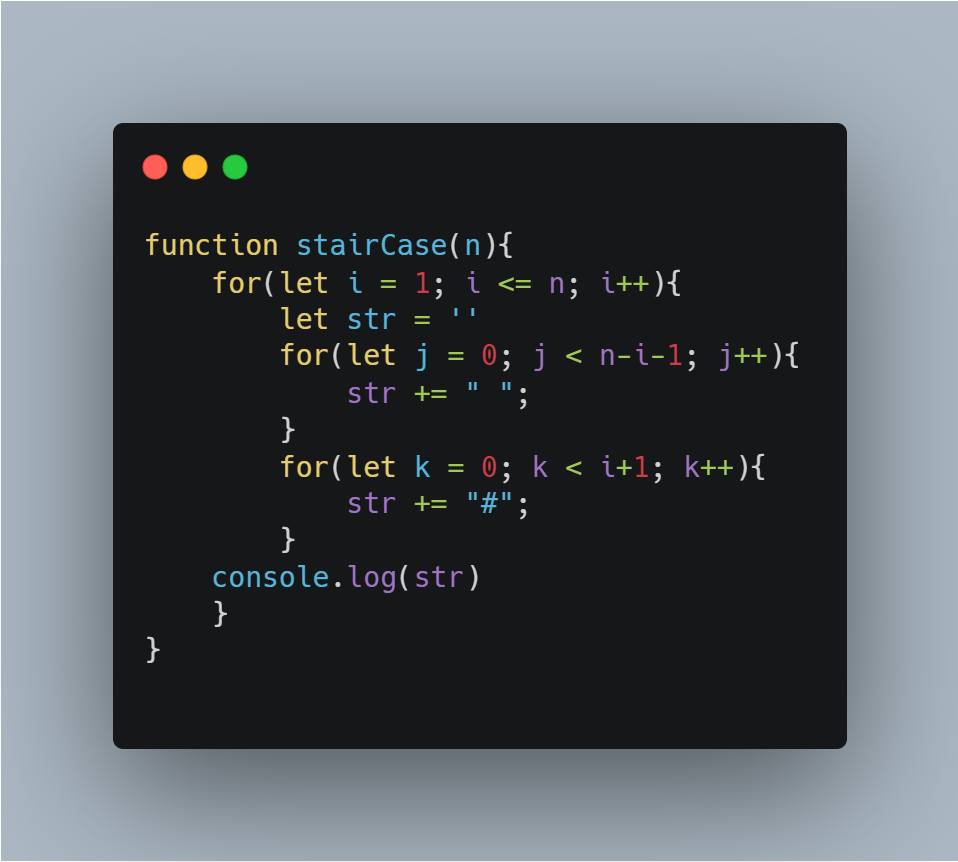 function stairCase(n){
    for(let i = 1; i <= n; i++){
        let str = ''
        for(let j = 0; j < n-i-1; j++){
            str += " ";
        }
        for(let k = 0; k < i+1; k++){
            str += "#";
        }
    console.log(str)
    }
}